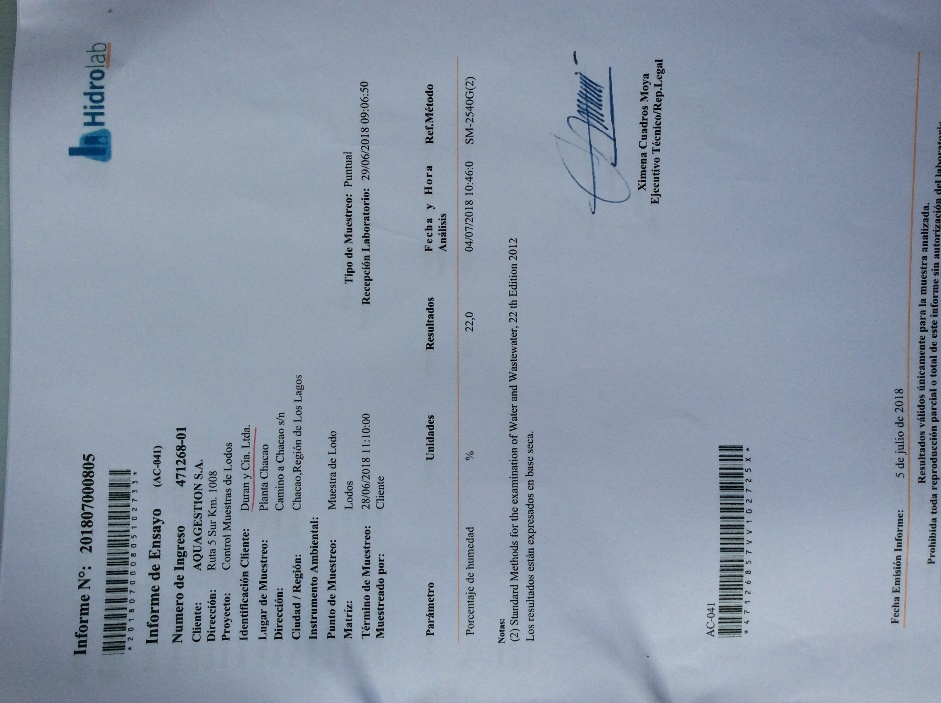 Hidrolab
Informe N°: 201807000805
*201807000805102733*
Informe de Ensayo (AC-041)
Numero de Ingreso 471268-01
Cliente: AQUAGESTION S.A.
Dirección: Ruta 5 Sur Km. 1008
Proyecto: Control Muestras de Lodos
Identificación Cliente: Duran y Cia. Ltda.
Lugar de Muestreo: Planta Chacao
Dirección: Camino a Chacao s/n
Ciudad / Región: Chacao,Región de Los Lagos
Instrumento Ambiental:
Punto de Muestreo: Muestra de Lodo
Matriz: Lodos Tipo de Muestreo: Puntual
Término de Muestreo: 28/06/2018 11:10:00 Recepción Laboratorio: 29/06/2018 09:06:50
Muestreado por: Cliente
Parámetro Unidades Resultados Fecha y Hora Ref.Método
Análisis
Porcentaje de humedad % 22,0 04/07/2018 10:46:0 SM-2540G(2)
Notas:
(2) Standard Methods for the examination of Water and Wastewater, 22 th Edition 2012
Los resultados están expresados en base seca.
Ximena Cuadros Moya
Ejecutivo Técnico/Rep.Legal
AC-041
*47126857VV1102725X*
Fecha Emisión Informe: 5 de julio de 2018
Resultados válidos únicamente para la muestra analizada.
Prohibida toda reproducción parcial o total de este informe sin autorización del laboratorio